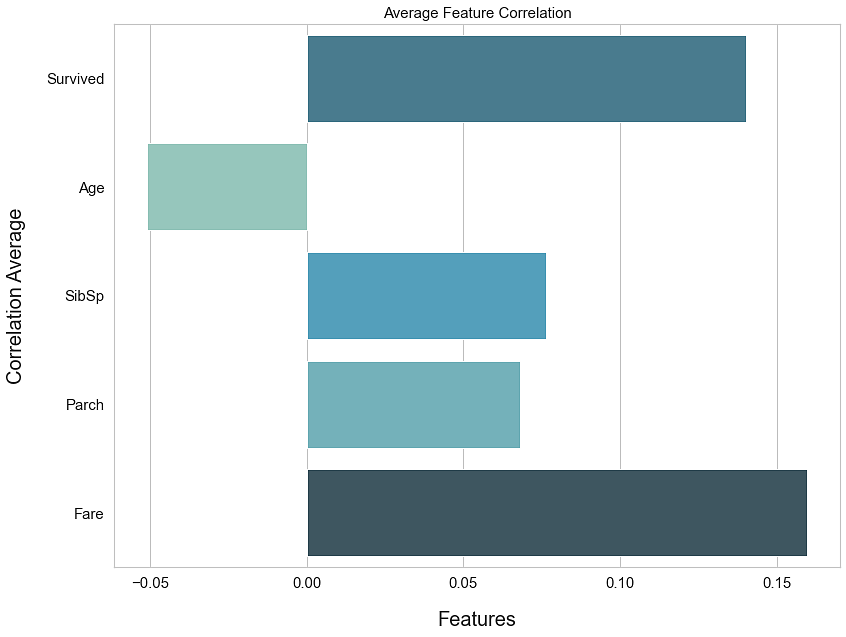 Average Feature Correlation
Survived
Age
SibSp
Parch
Fare
Correlation Average
−0.05
0.00
0.05
0.10
0.15
Features